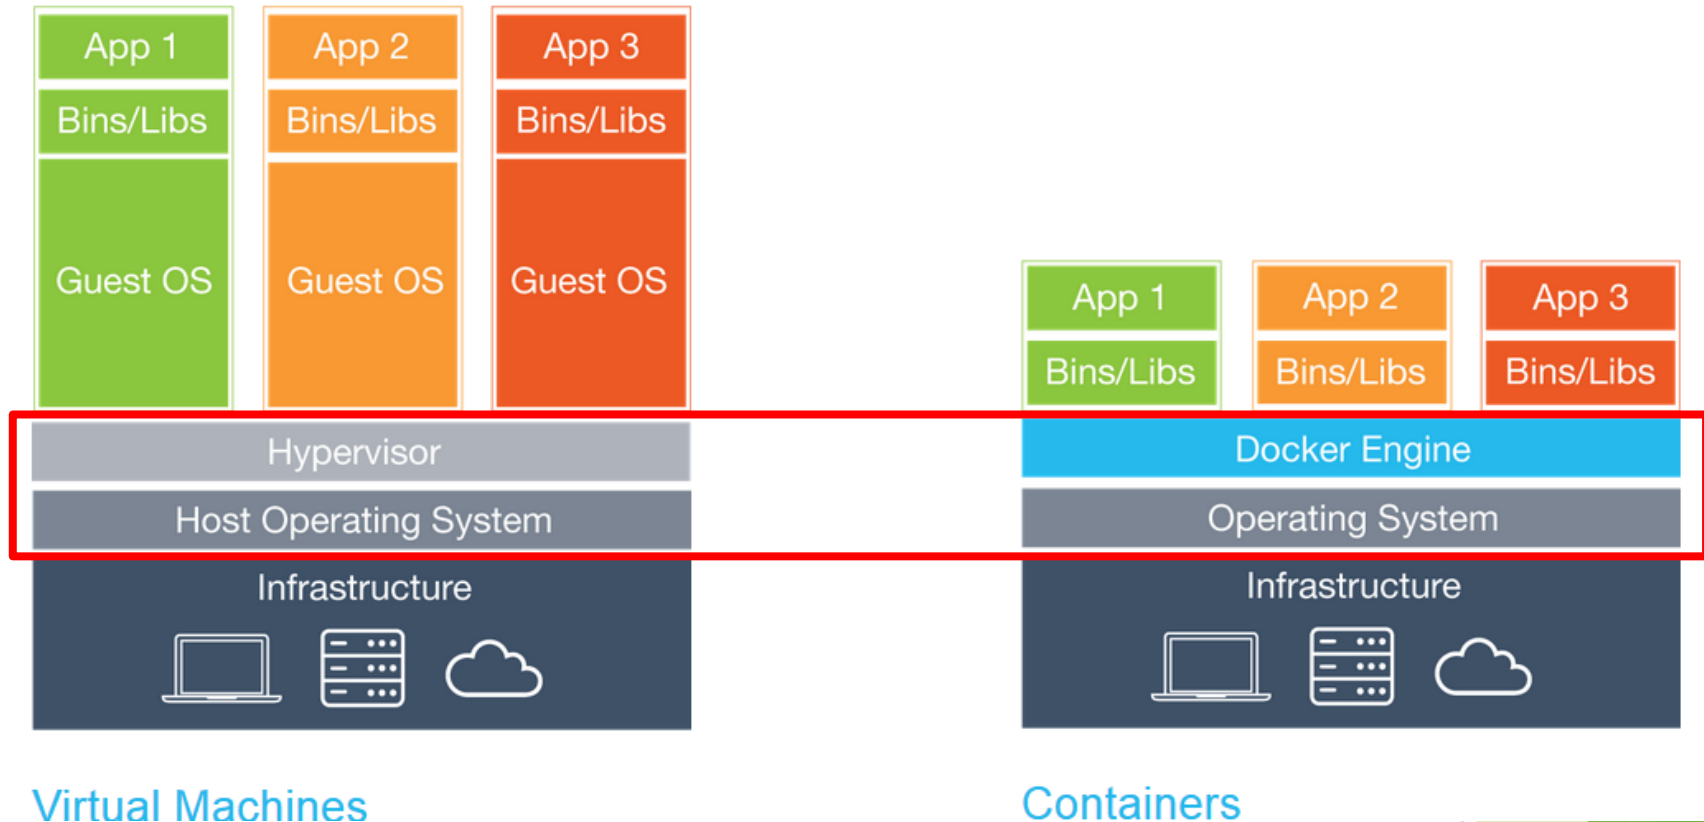 App 1
App 2
App 3
Bins/Libs
Bins/Libs
Bins/Libs
Guest OS
Guest OS
Guest OS
Hypervisor
Host Operating System
Infrastructure
Virtual Machines
App 1
App 2
App 3
Bins/Libs
Bins/Libs
Bins/Libs
Docker Engine
Operating System
Infrastructure
Containers